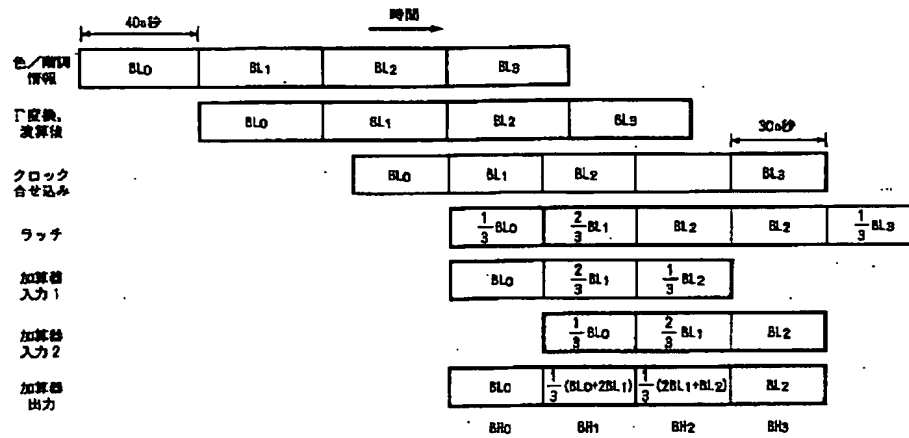 40n秒
時間
色/階調
情報
BL0 BL1 BL2 BL3
Γ変換,
演算後
BL0 BL1 BL2 BL3
30n秒
クロック
合せ込み
BL0 BL1 BL2 BL3
ラッチ
1/3 BL0 2/3 BL1 BL2 BL2 1/3 BL3
加算器
入力1
BL0 2/3 BL1 1/3 BL2
加算器
入力2
1/3 BL0 2/3 BL1 BL2
加算器
出力
BL0 1/3 (BL0+2BL1) 1/3 (2BL1+BL2) BL2
BH0 BH1 BH2 BH3